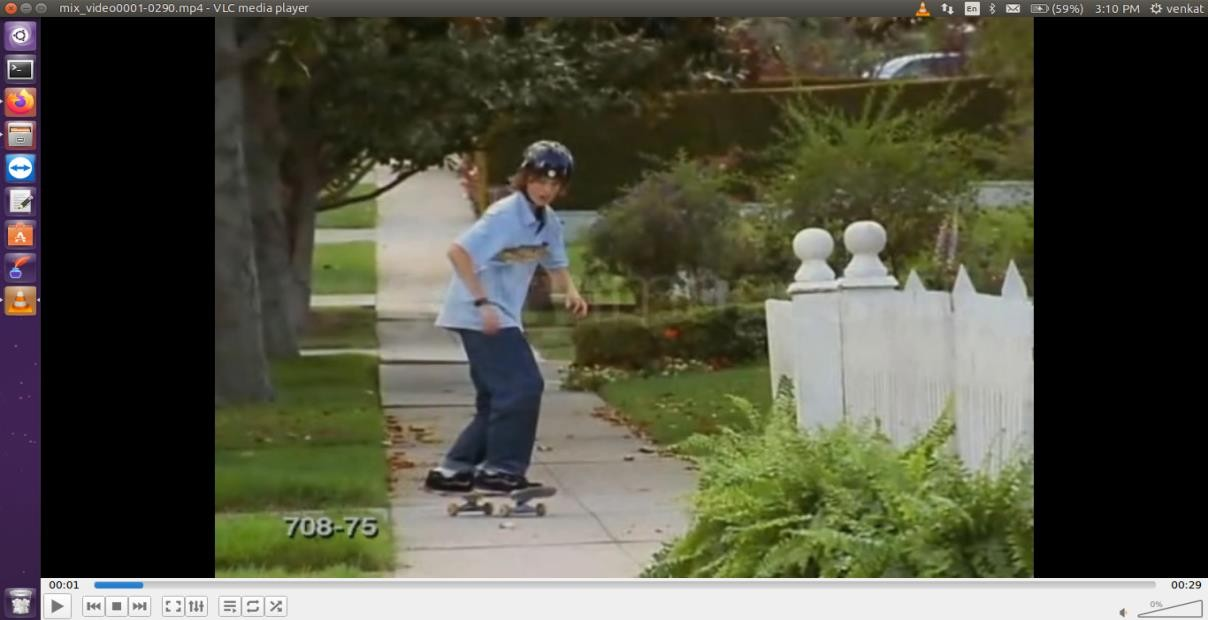 mix_video0001-0290.mp4 - VLC media player
En
(59%)
3:10 PM
venkat
708-75
00:01
00:29
0%